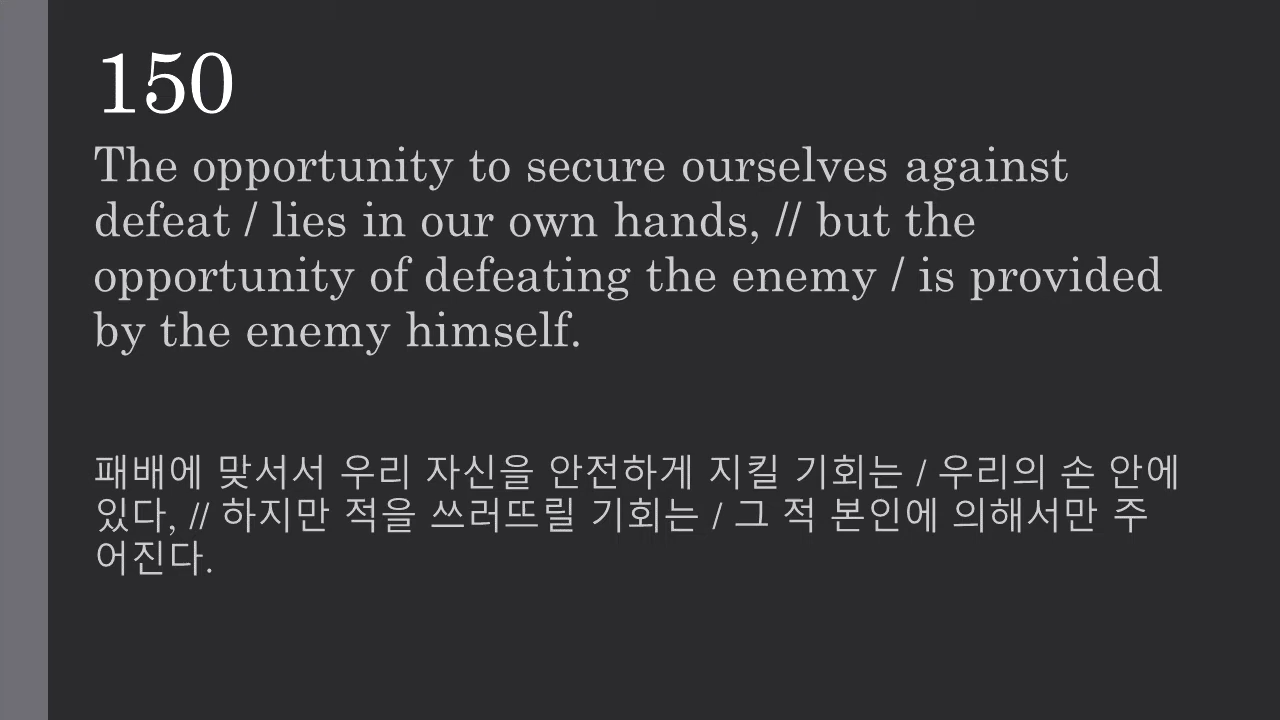 150
The opportunity to secure ourselves against
defeat / lies in our own hands, // but the
opportunity of defeating the enemy / is provided
by the enemy himself.
패배에 맞서서 우리 자신을 안전하게 지킬 기회는 / 우리의 손 안에
있다, // 하지만 적을 쓰러뜨릴 기회는 / 그 적 본인에 의해서만 주
어진다.